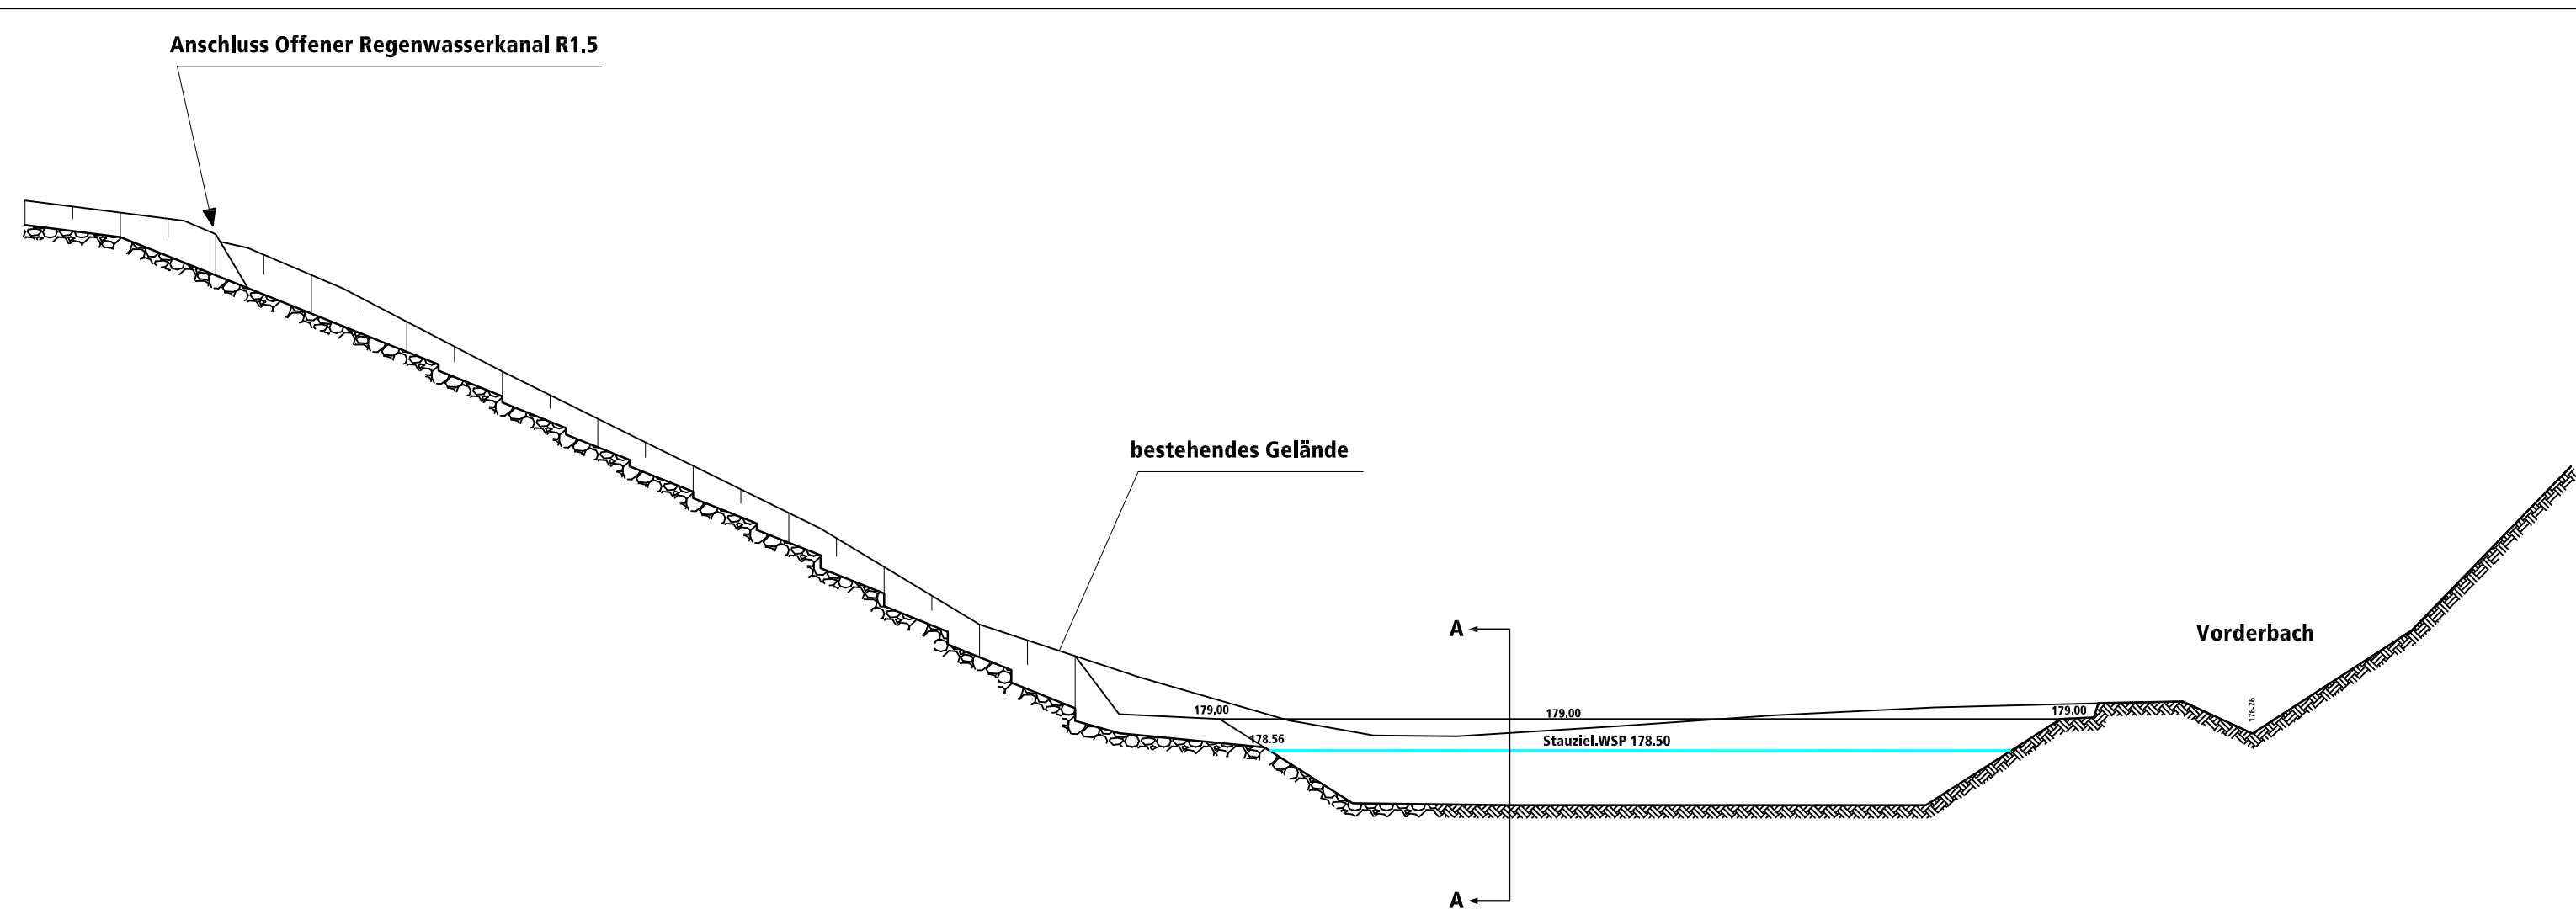 Anschluss Offener Regenwasserkanal R1.5
bestehendes Gelände
A
Vorderbach
176.76
179,00
179,00
179,00
178.56
Stauziel.WSP 178.50
A